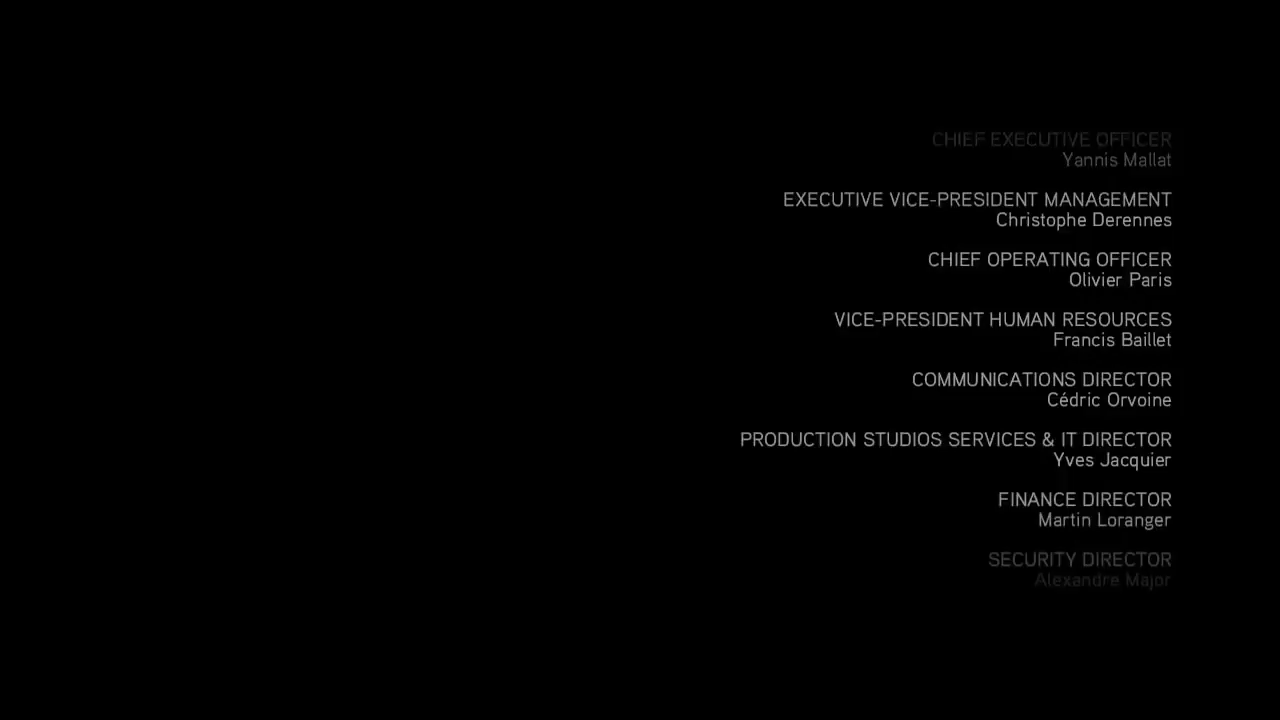 CHIEF EXECUTIVE OFFICER
Yannis Mallat
EXECUTIVE VICE-PRESIDENT MANAGEMENT
Christophe Derennes
CHIEF OPERATING OFFICER
Olivier Paris
VICE-PRESIDENT HUMAN RESOURCES
Francis Baillet
COMMUNICATIONS DIRECTOR
Cédric Orvoine
PRODUCTION STUDIOS SERVICES & IT DIRECTOR
Yves Jacquier
FINANCE DIRECTOR
Martin Loranger
SECURITY DIRECTOR
Alexandre Major